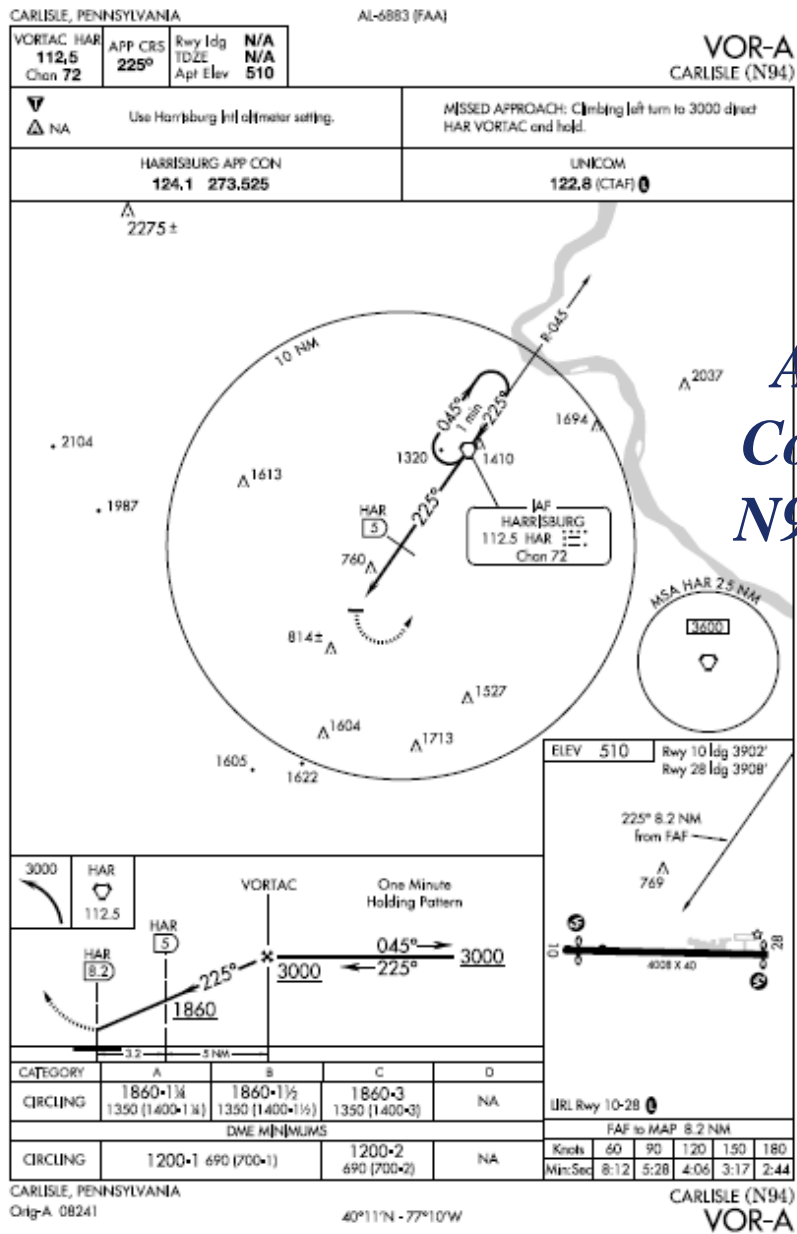 CARLISLE, PENNSYLVANIA
AL-6883 (FAA)
VORTAC HAR
112.5
Chan 72
APP CRS
225°
Rwy ldg N/A
TDZE N/A
Apt Elev 510
VOR-A
CARLISLE (N94)
T
A NA
Use Harrisburg Intl altimeter setting.
MISSED APPROACH: Climbing left turn to 3000 direct
HAR VORTAC and hold.
HARRISBURG APP CON
124.1 273.525
UNICOM
122.8 (CTAF) L
2275 ±
10 NM
R-045
2037
045°
1 min
225°
1694
2104
1320
1410
1613
1987
225°
HAR
5
IAF
HARRISBURG
112.5 HAR
Chan 72
760
MSA HAR 25 NM
3600
814±
1527
1604
1713
1605
1622
ELEV 510
Rwy 10 ldg 3902'
Rwy 28 ldg 3908'
225° 8.2 NM
from FAF
769
10
28
4008 X 40
S
S
3000
HAR
112.5
VORTAC
One Minute
Holding Pattern
HAR
5
HAR
8.2
045°
225°
3000
225°
3000
1860
3.2
5 NM
CATEGORY A B C D
CIRCLING
1860-1¼
1350 (1400-1¼)
1860-1½
1350 (1400-1½)
1860-3
1350 (1400-3)
NA
DME MINIMUMS
CIRCLING
1200-1 690 (700-1)
1200-2
690 (700-2)
NA
LIRL Rwy 10-28 L
FAF to MAP 8.2 NM
Knots 60 90 120 150 180
Min:Sec 8:12 5:28 4:06 3:17 2:44
CARLISLE, PENNSYLVANIA
Orig-A 08241
40°11'N - 77°10'W
CARLISLE (N94)
VOR-A